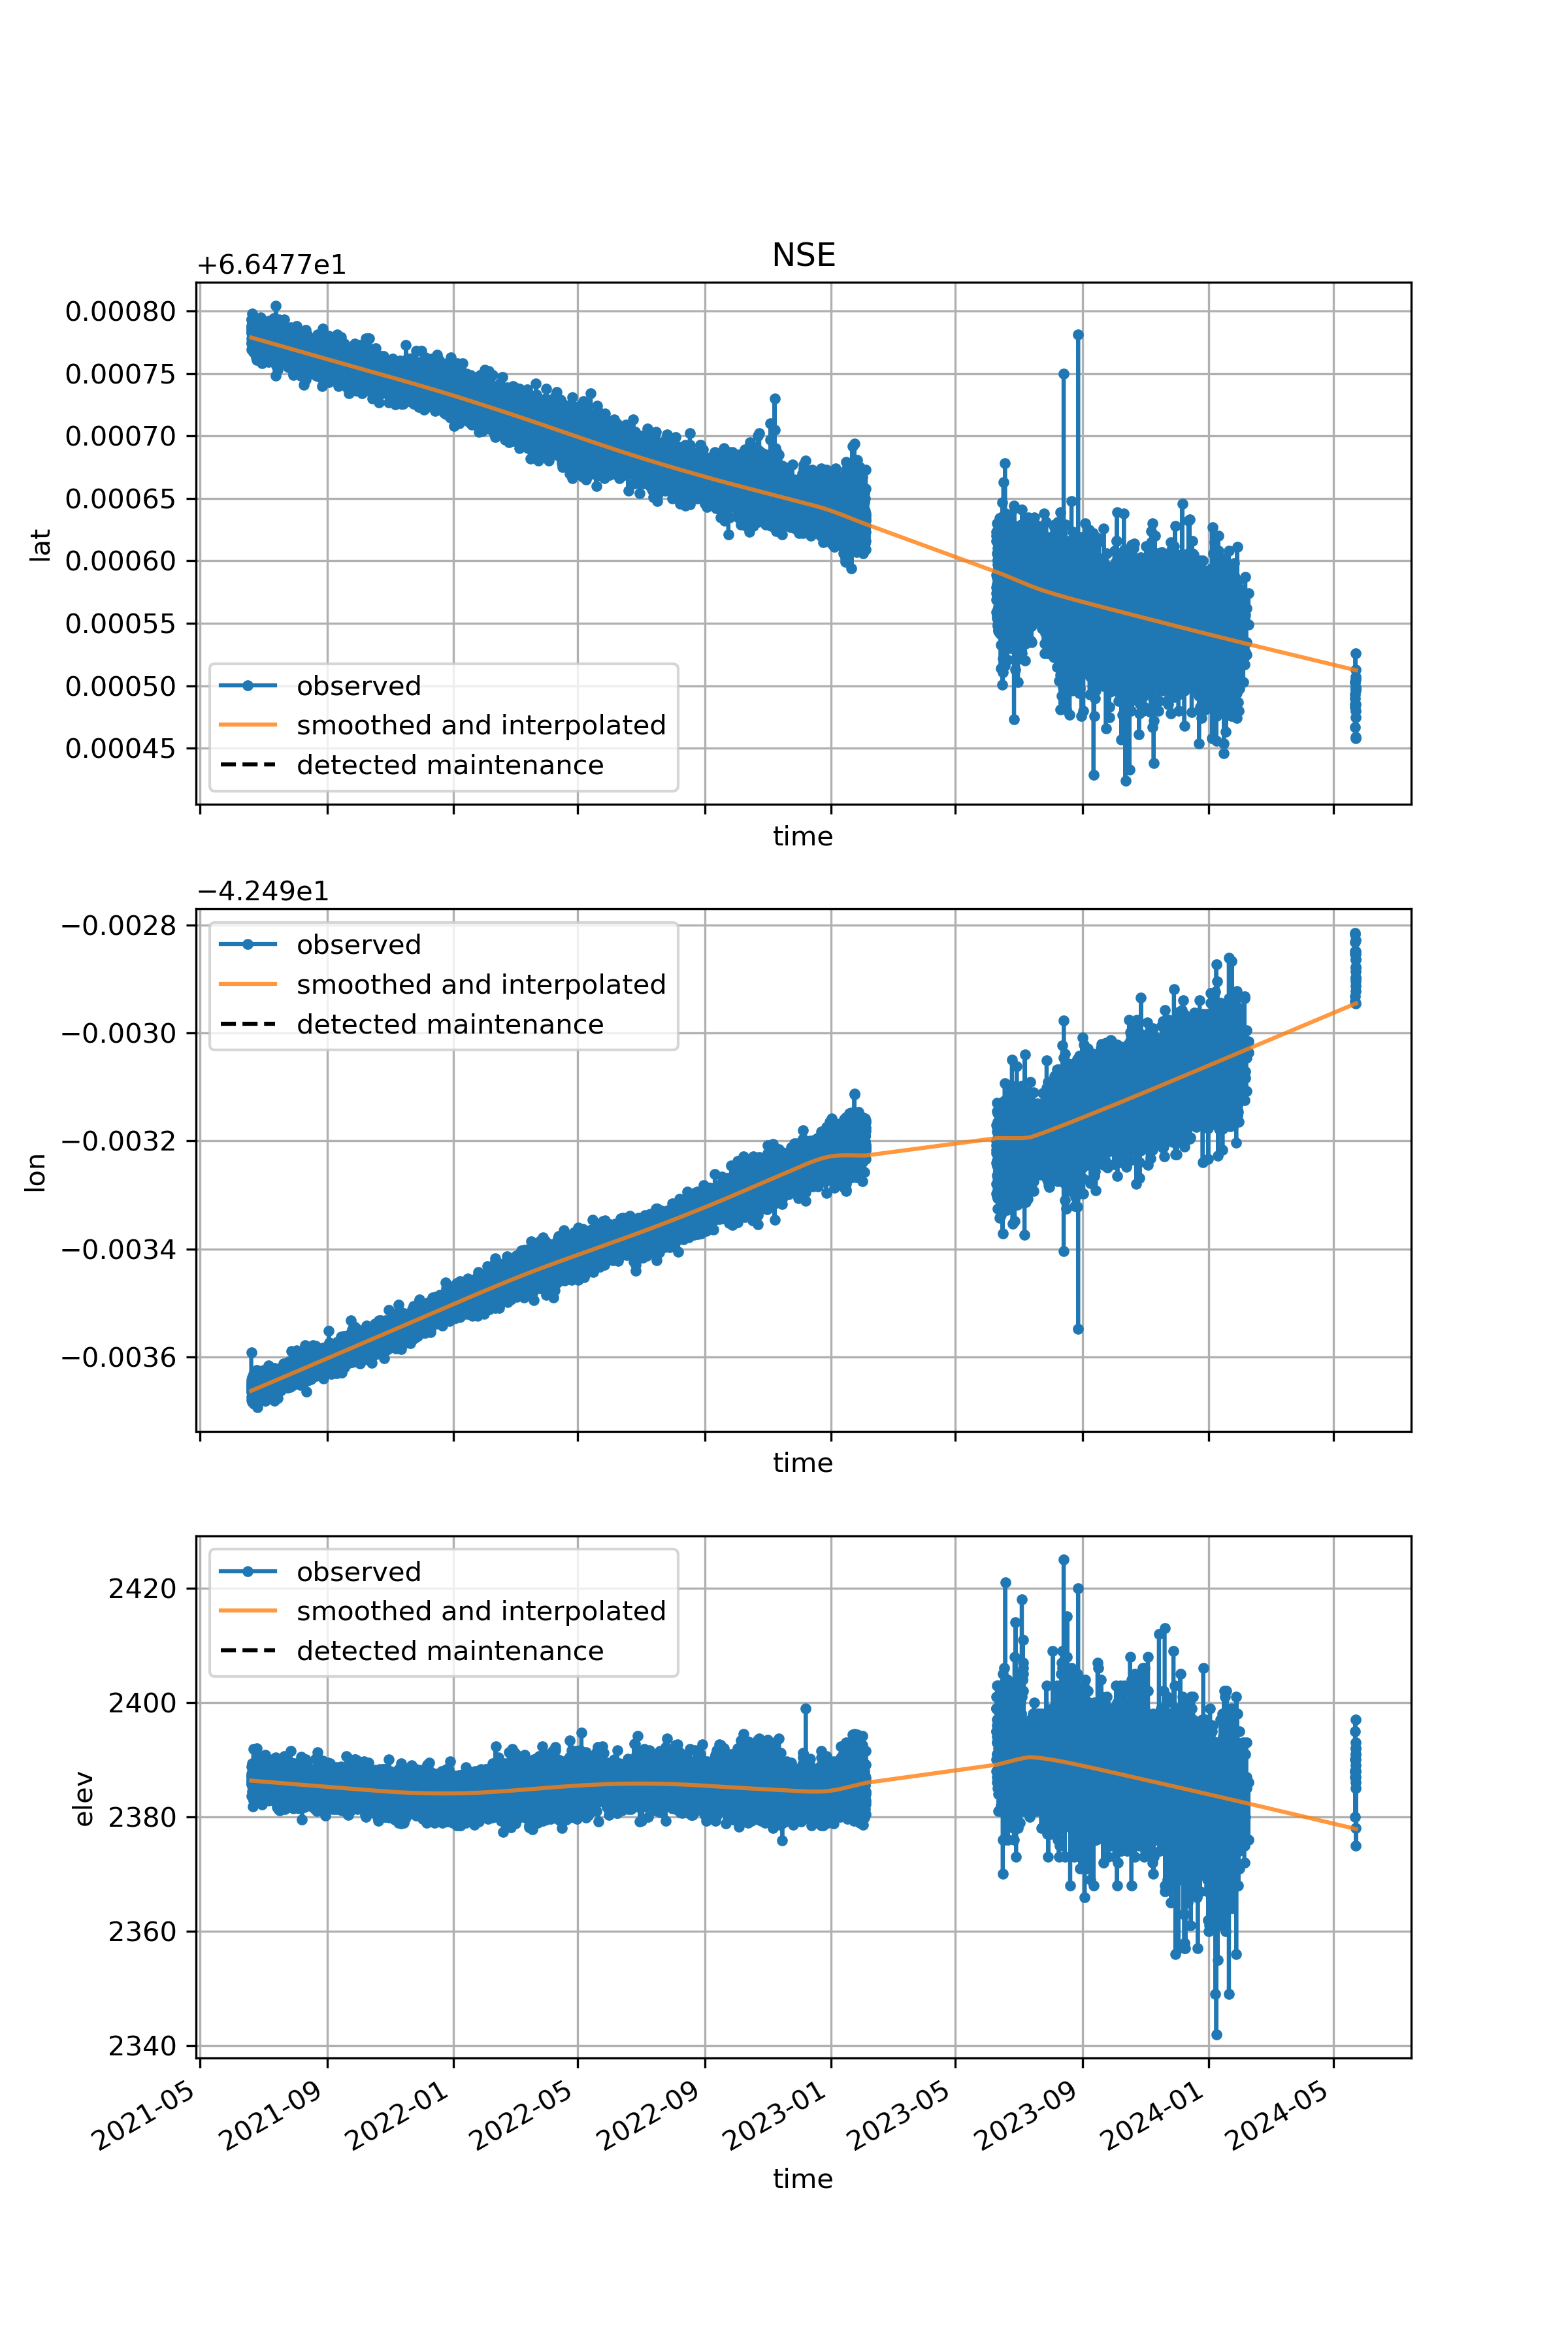 NSE
+6.6477e1
0.00080
0.00075
0.00070
0.00065
0.00060
0.00055
0.00050
0.00045
lat
observed
smoothed and interpolated
detected maintenance
time
−4.249e1
−0.0028
−0.0030
−0.0032
−0.0034
−0.0036
lon
observed
smoothed and interpolated
detected maintenance
time
2420
2400
2380
2360
2340
elev
observed
smoothed and interpolated
detected maintenance
2021-05 2021-09 2022-01 2022-05 2022-09 2023-01 2023-05 2023-09 2024-01 2024-05
time